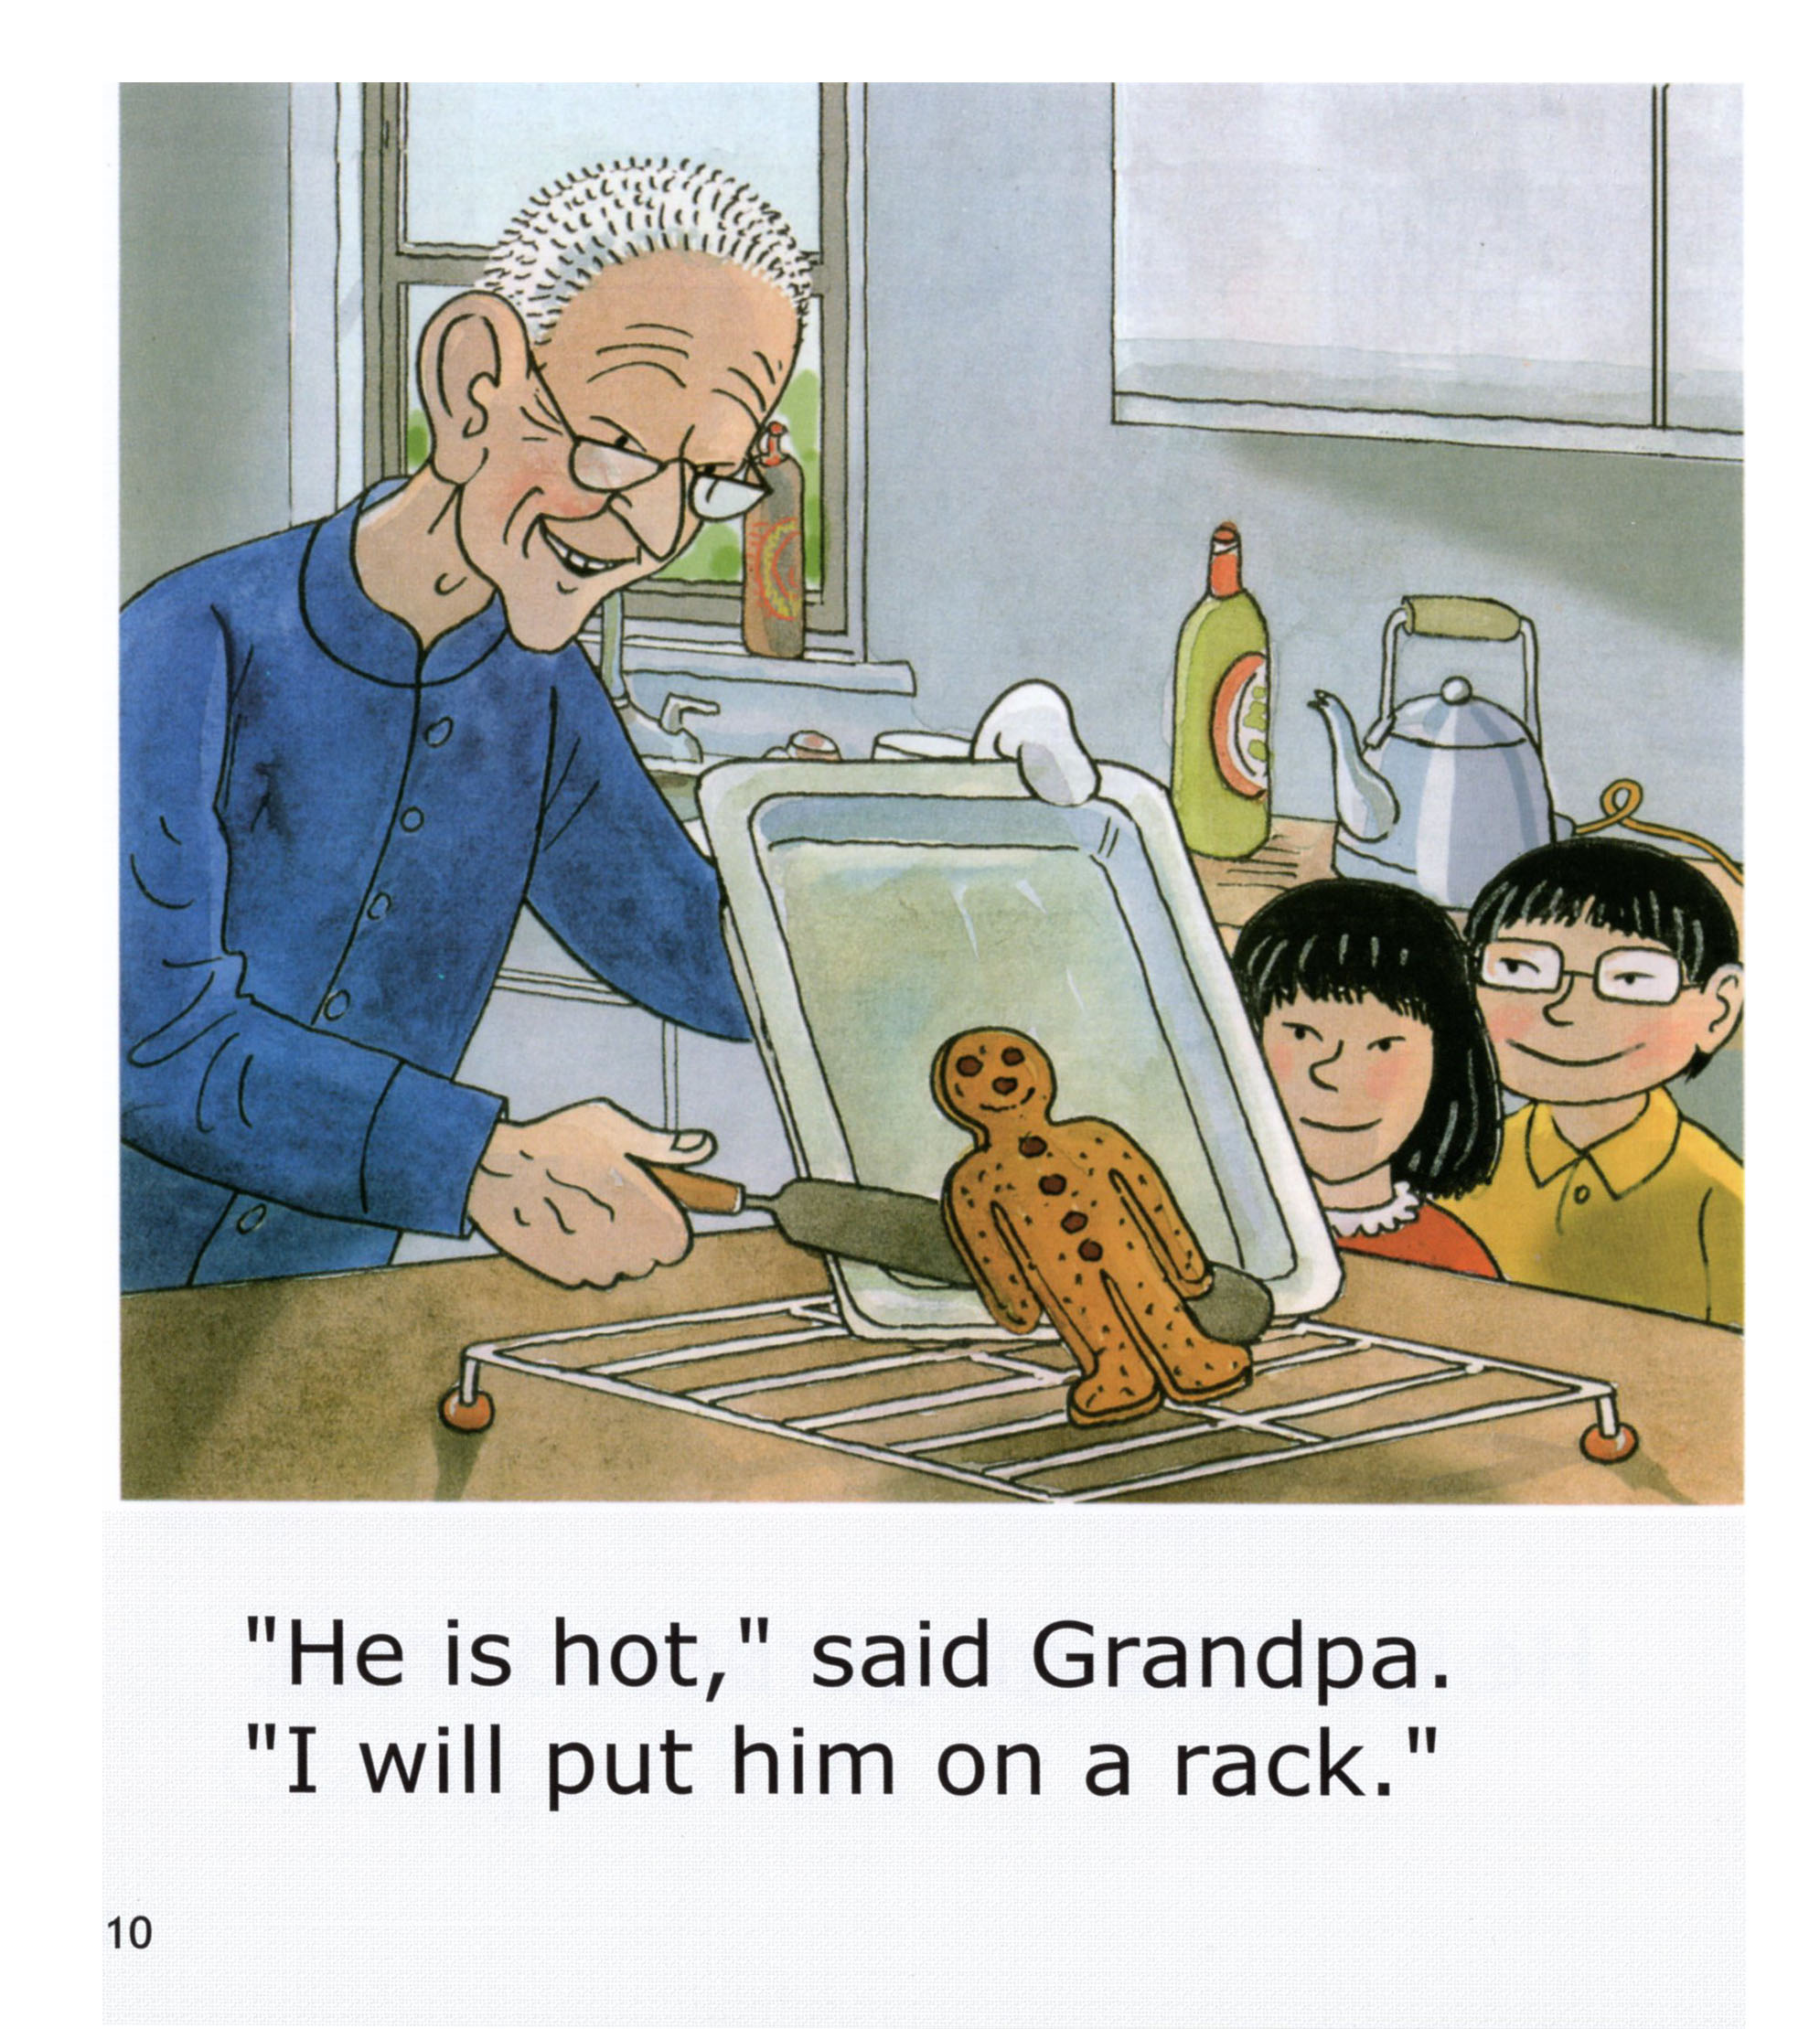 "He is hot," said Grandpa.
"I will put him on a rack."
10